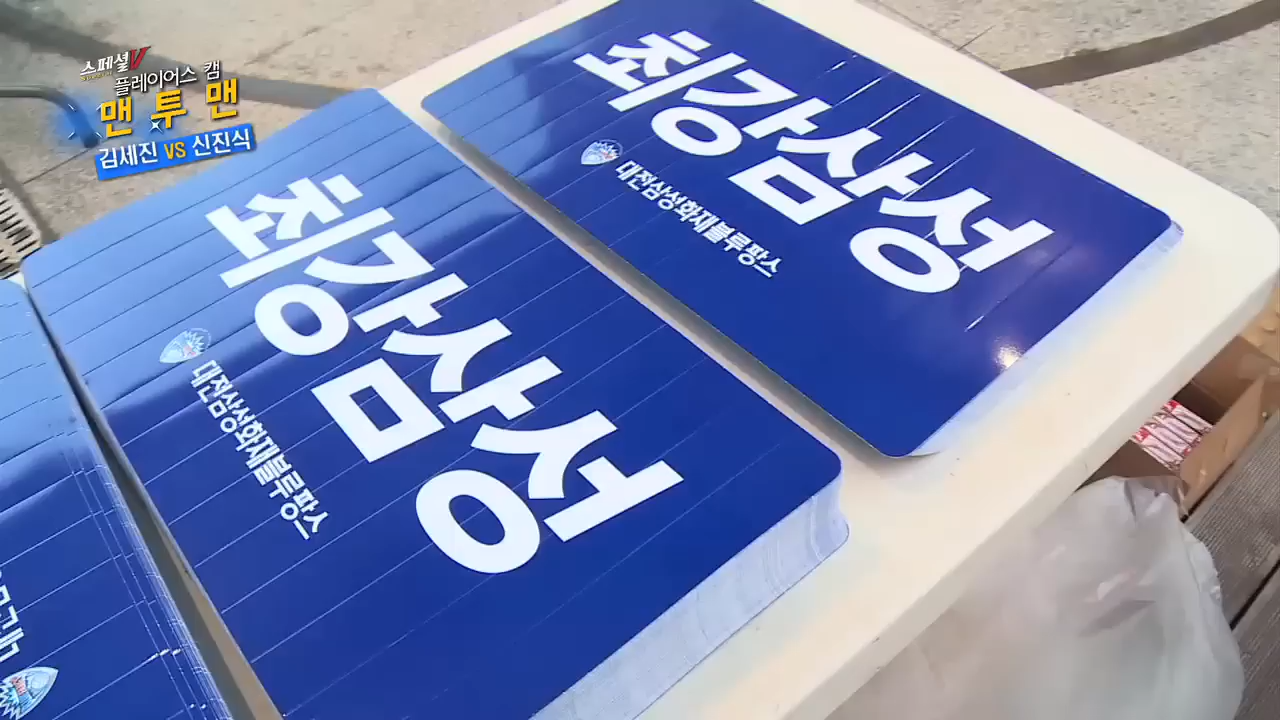 스페셜V
플레이어스 캠
맨 투 맨
김세진 VS 신진식
최강삼성
대전삼성화재블루팡스
최강삼성
대전삼성화재블루팡스